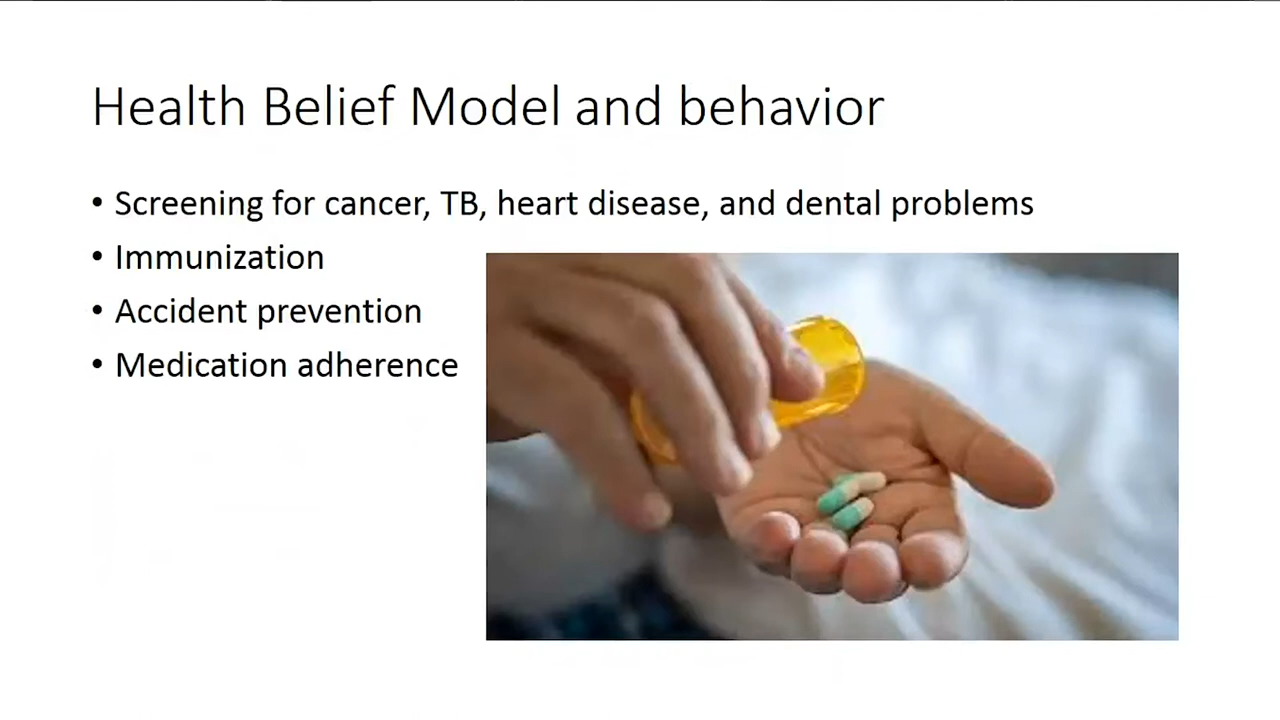 Health Belief Model and behavior
• Screening for cancer, TB, heart disease, and dental problems
• Immunization
• Accident prevention
• Medication adherence